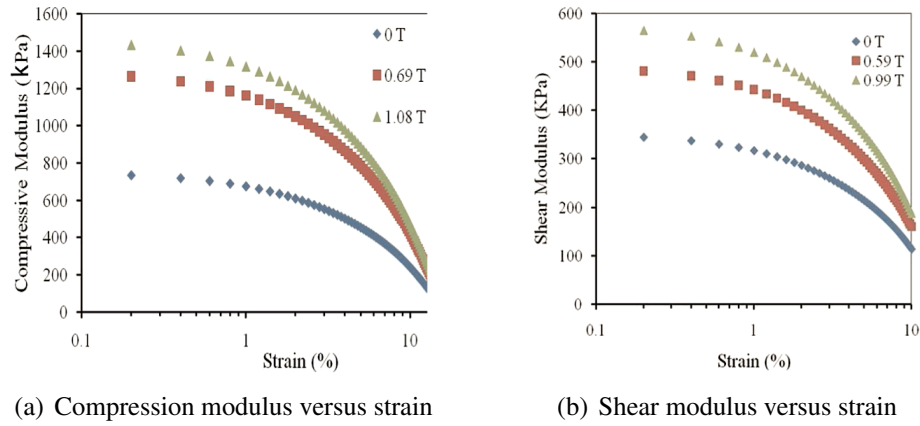 1600
1400
1200
1000
800
600
400
200
0
Compressive Modulus (kPa)
0 T
0.69 T
1.08 T
0.1
1
10
Strain (%)
(a) Compression modulus versus strain
600
500
400
300
200
100
0
Shear Modulus (KPa)
0 T
0.59 T
0.99 T
0.1
1
10
Strain (%)
(b) Shear modulus versus strain